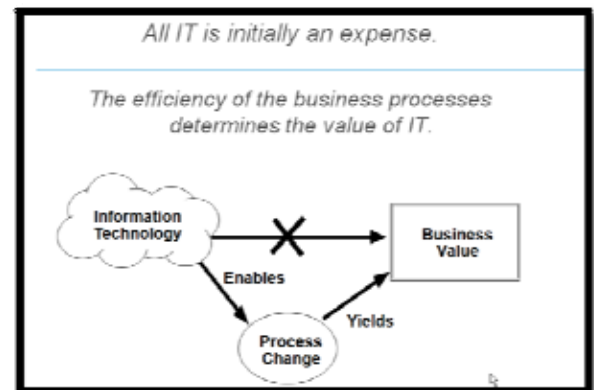 All IT is initially an expense.
The efficiency of the business processes
determines the value of IT.
Information
Technology
Business
Value
Enables
Yields
Process
Change